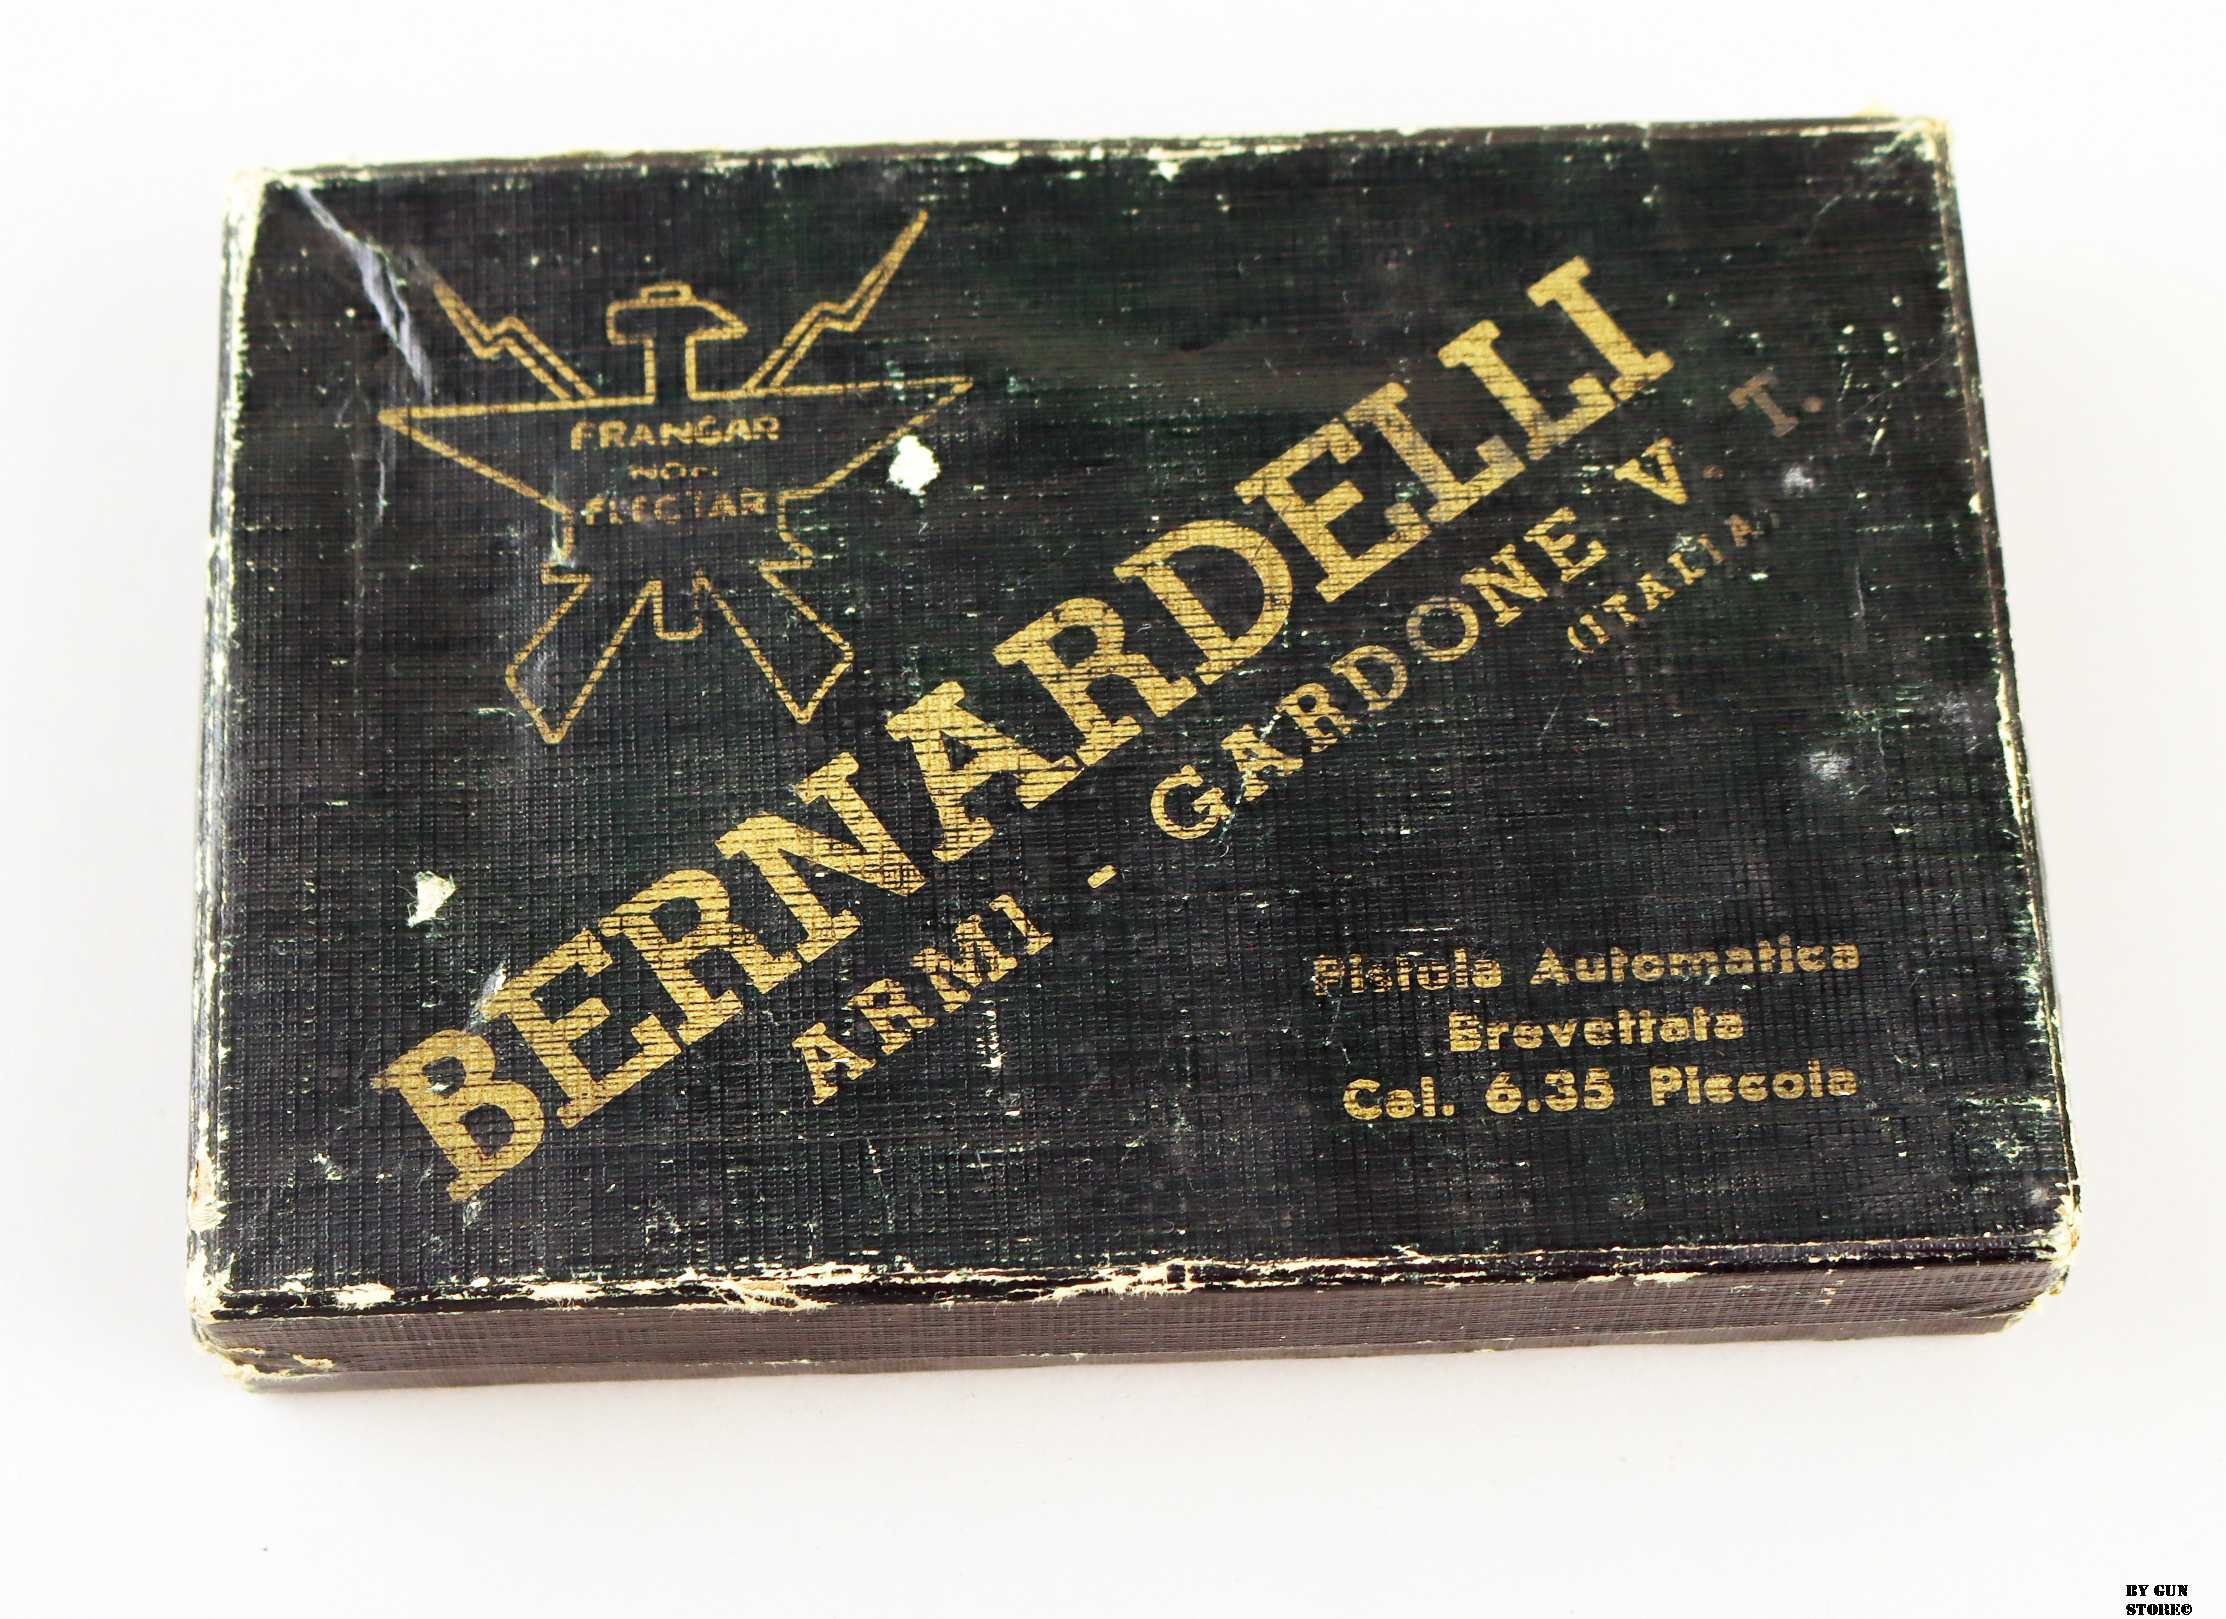 FRANGAR
NON
FLECTAR
BERNARDELLI
ARMI - GARDONE V. T.
(ITALIA)
Pistola Automatica
Brevettata
Cal. 6.35 Piccola
BY GUN
STORE©